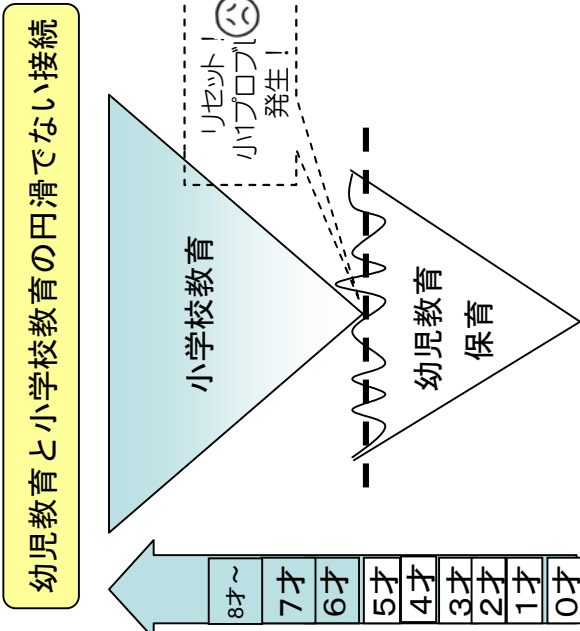 幼児教育と小学校教育の円滑でない接続
リセット！
小1プロブレ
発生！
小学校教育
幼児教育
保育
8才～
7才
6才
5才
4才
3才
2才
1才
0才